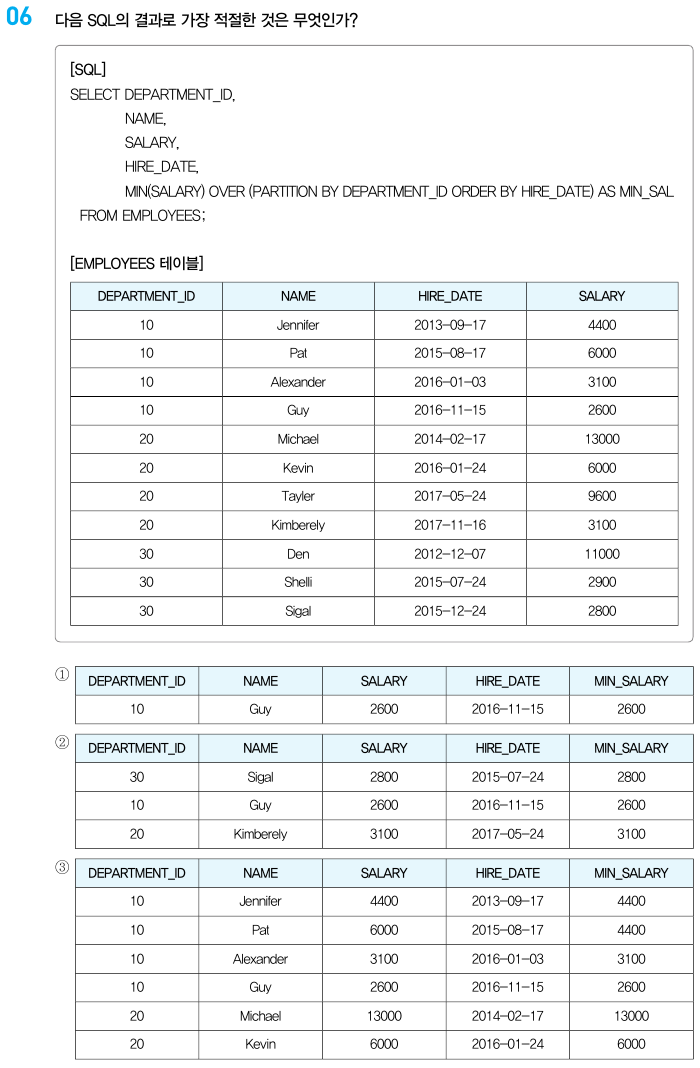 06 다음 SQL의 결과로 가장 적절한 것은 무엇인가?
[SQL]
SELECT DEPARTMENT_ID,
NAME,
SALARY,
HIRE_DATE,
MIN(SALARY) OVER (PARTITION BY DEPARTMENT_ID ORDER BY HIRE_DATE) AS MIN_SAL
FROM EMPLOYEES;
[EMPLOYEES 테이블]
DEPARTMENT_ID NAME HIRE_DATE SALARY
10 Jennifer 2013-09-17 4400
10 Pat 2015-08-17 6000
10 Alexander 2016-01-03 3100
10 Guy 2016-11-15 2600
20 Michael 2014-02-17 13000
20 Kevin 2016-01-24 6000
20 Tayler 2017-05-24 9600
20 Kimberely 2017-11-16 3100
30 Den 2012-12-07 11000
30 Shelli 2015-07-24 2900
30 Sigal 2015-12-24 2800
① DEPARTMENT_ID NAME SALARY HIRE_DATE MIN_SALARY
10 Guy 2600 2016-11-15 2600
② DEPARTMENT_ID NAME SALARY HIRE_DATE MIN_SALARY
30 Sigal 2800 2015-07-24 2800
10 Guy 2600 2016-11-15 2600
20 Kimberely 3100 2017-05-24 3100
③ DEPARTMENT_ID NAME SALARY HIRE_DATE MIN_SALARY
10 Jennifer 4400 2013-09-17 4400
10 Pat 6000 2015-08-17 4400
10 Alexander 3100 2016-01-03 3100
10 Guy 2600 2016-11-15 2600
20 Michael 13000 2014-02-17 13000
20 Kevin 6000 2016-01-24 6000